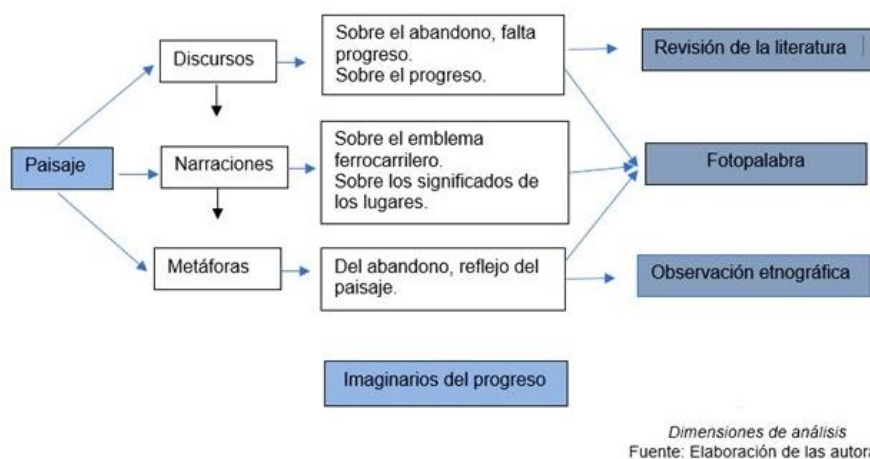 Discursos
Sobre el abandono, falta
progreso.
Sobre el progreso.
Revisión de la literatura
Paisaje
Narraciones
Sobre el emblema
ferrocarrilero.
Sobre los significados de
los lugares.
Fotopalabra
Metáforas
Del abandono, reflejo del
paisaje.
Observación etnográfica
Imaginarios del progreso
Dimensiones de análisis
Fuente: Elaboración de las autora